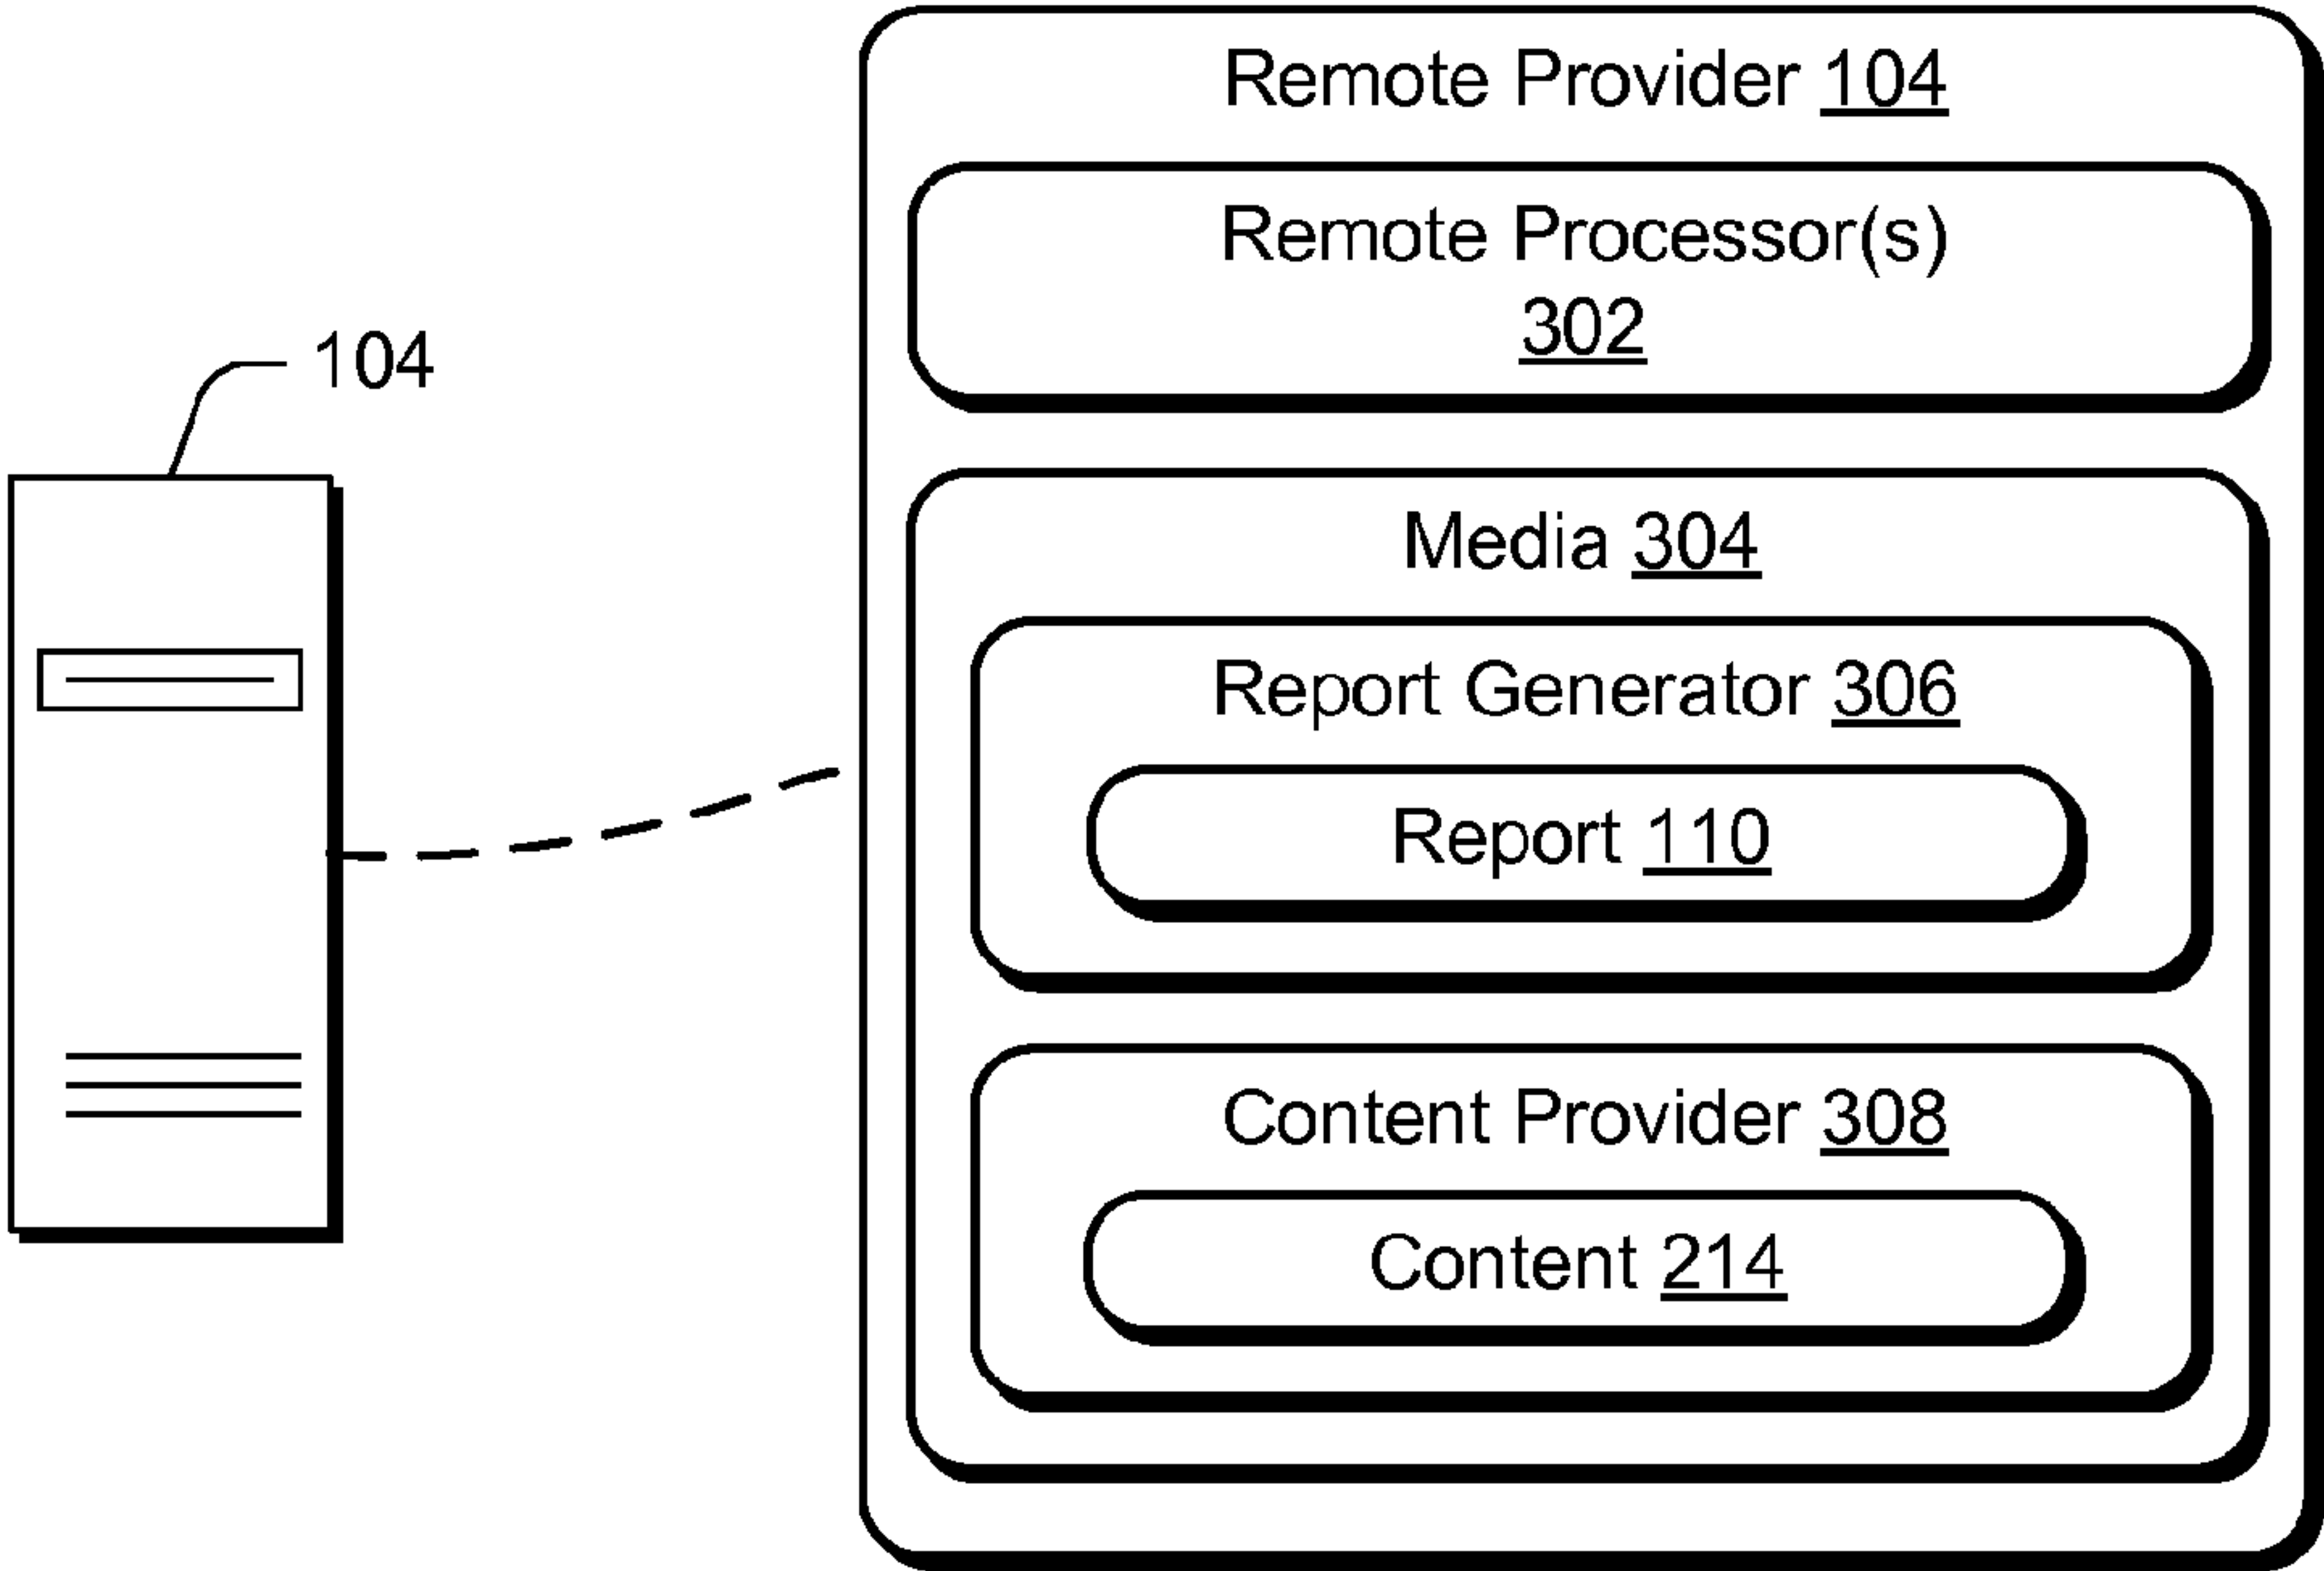 104
Remote Provider 104
Remote Processor(s)
302
Media 304
Report Generator 306
Report 110
Content Provider 308
Content 214